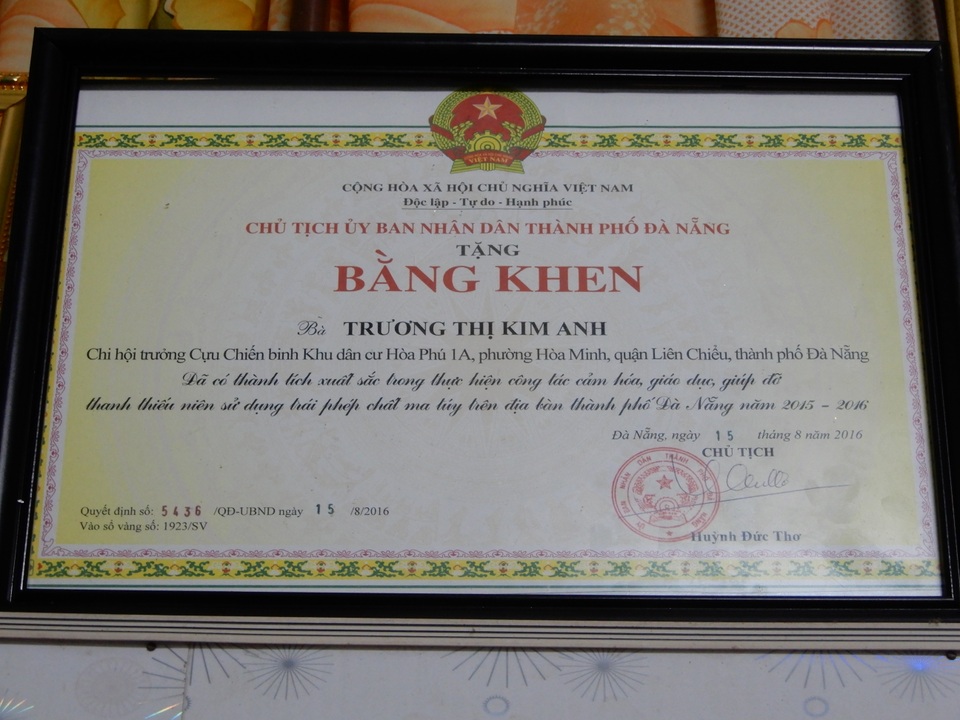 VIỆT NAM
CỘNG HÒA XÃ HỘI CHỦ NGHĨA VIỆT NAM
Độc lập - Tự do - Hạnh phúc
CHỦ TỊCH ỦY BAN NHÂN DÂN THÀNH PHỐ ĐÀ NẴNG
TẶNG
BẰNG KHEN
Bà TRƯƠNG THỊ KIM ANH
Chi hội trưởng Cựu Chiến binh Khu dân cư Hòa Phú 1A, phường Hòa Minh, quận Liên Chiểu, thành phố Đà Nẵng
Đã có thành tích xuất sắc trong thực hiện công tác cảm hóa, giáo dục, giúp đỡ
thanh thiếu niên sử dụng trái phép chất ma túy trên địa bàn thành phố Đà Nẵng năm 2015 - 2016
Đà Nẵng, ngày 15 tháng 8 năm 2016
CHỦ TỊCH
Quyết định số: 5436 /QĐ-UBND ngày 15 /8/2016
Vào sổ vàng số: 1923/SV
Huỳnh Đức Thơ